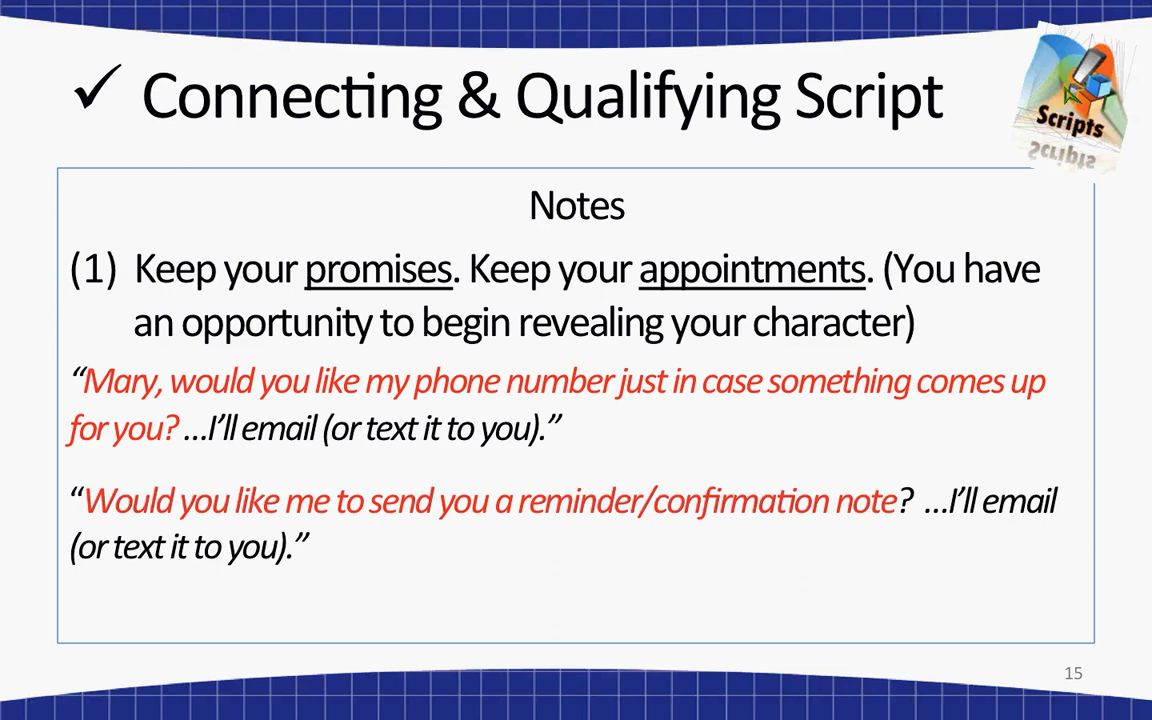 ✓ Connecting & Qualifying Script
Scripts
Scripts
Notes
(1) Keep your promises. Keep your appointments. (You have
an opportunity to begin revealing your character)
“Mary, would you like my phone number just in case something comes up
for you? …I’ll email (or text it to you).”
“Would you like me to send you a reminder/confirmation note? …I’ll email
(or text it to you).”
15